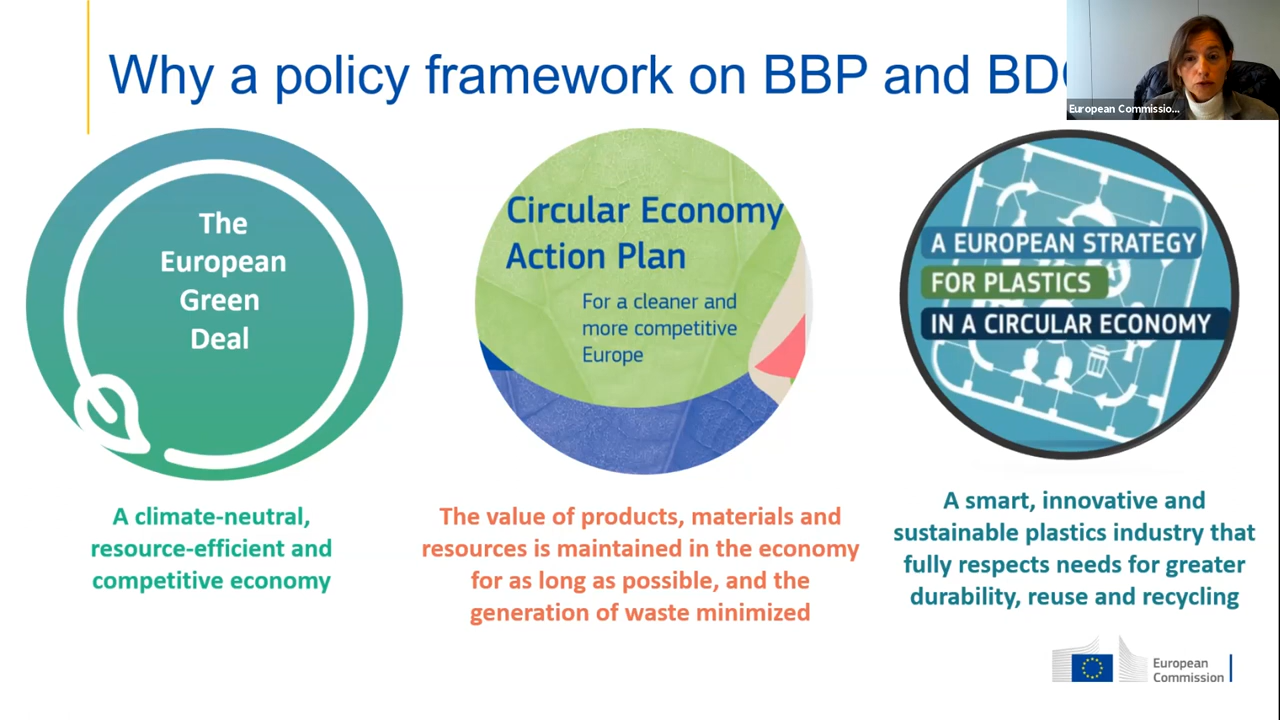 Why a policy framework on BBP and BD
European Commissio...
The
European
Green
Deal
Circular Economy
Action Plan
For a cleaner and
more competitive
Europe
A EUROPEAN STRATEGY
FOR PLASTICS
IN A CIRCULAR ECONOMY
A climate-neutral,
resource-efficient and
competitive economy
The value of products, materials and
resources is maintained in the economy
for as long as possible, and the
generation of waste minimized
A smart, innovative and
sustainable plastics industry that
fully respects needs for greater
durability, reuse and recycling
European
Commission